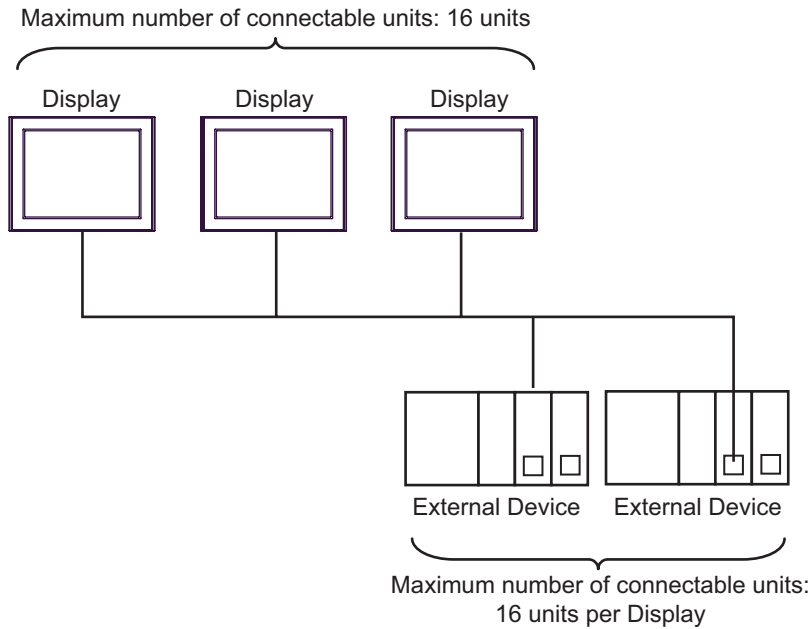 Maximum number of connectable units: 16 units
Display
Display
Display
External Device
External Device
Maximum number of connectable units:
16 units per Display